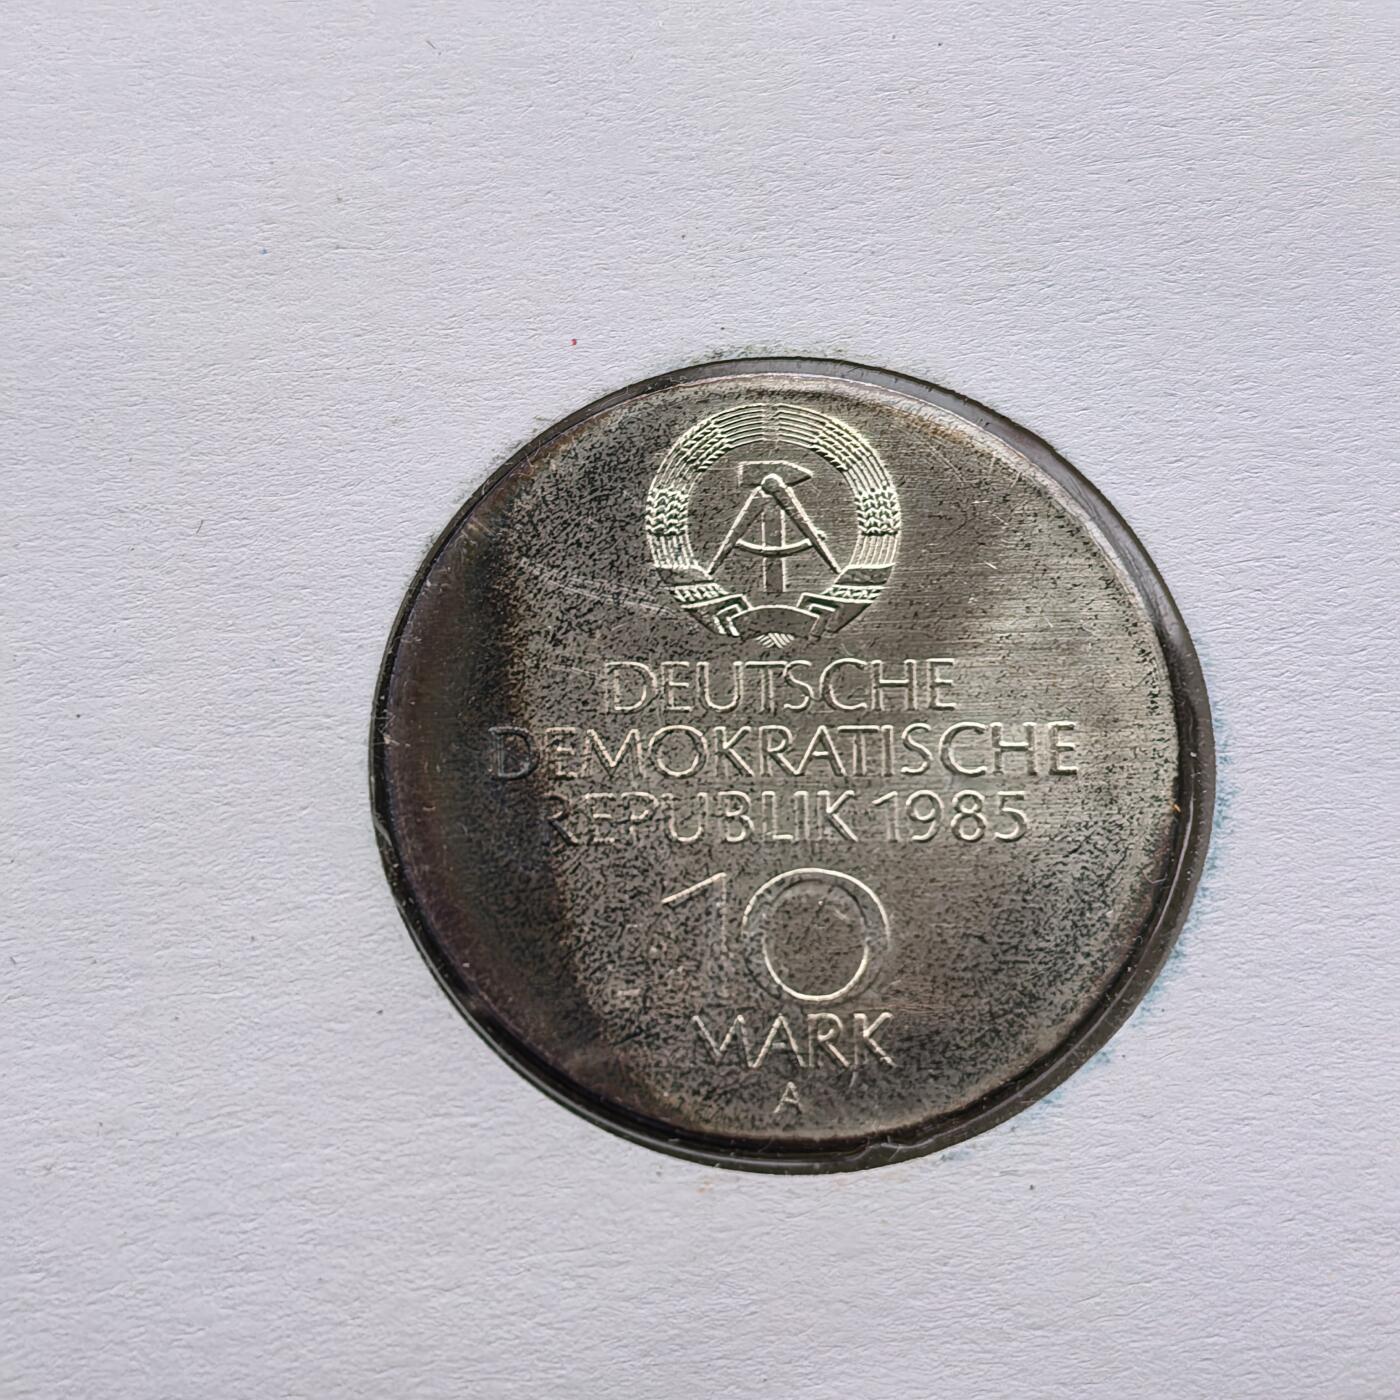 DEUTSCHE
DEMOKRATISCHE
REPUBLIK 1985
10
MARK
A